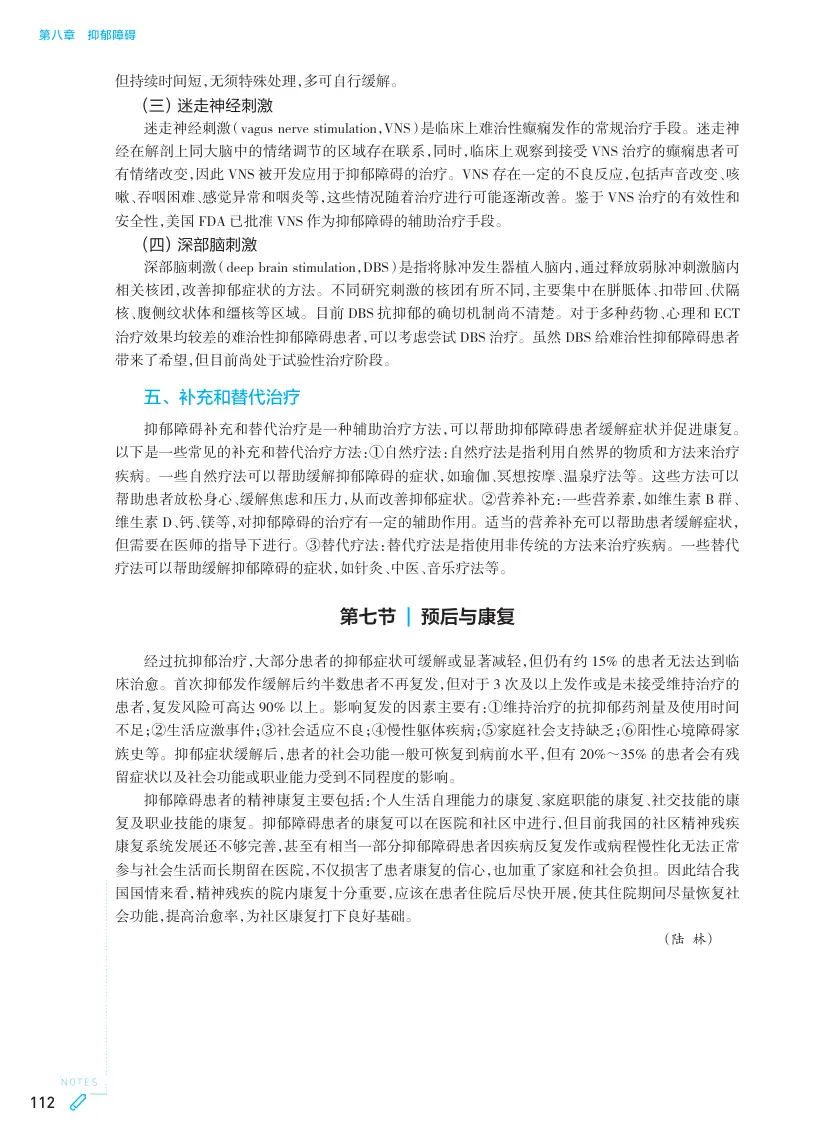 第八章 抑郁障碍
但持续时间短,无须特殊处理,多可自行缓解。
(三) 迷走神经刺激
迷走神经刺激(vagus nerve stimulation,VNS)是临床上难治性癫痫发作的常规治疗手段。迷走神
经在解剖上同大脑中的情绪调节的区域存在联系,同时,临床上观察到接受 VNS 治疗的癫痫患者可
有情绪改变,因此 VNS 被开发应用于抑郁障碍的治疗。VNS 存在一定的不良反应,包括声音改变、咳
嗽、吞咽困难、感觉异常和咽炎等,这些情况随着治疗进行可能逐渐改善。鉴于 VNS 治疗的有效性和
安全性,美国 FDA 已批准 VNS 作为抑郁障碍的辅助治疗手段。
(四) 深部脑刺激
深部脑刺激(deep brain stimulation,DBS)是指将脉冲发生器植入脑内,通过释放弱脉冲刺激脑内
相关核团,改善抑郁症状的方法。不同研究刺激的核团有所不同,主要集中在胼胝体、扣带回、伏隔
核、腹侧纹状体和缰核等区域。目前 DBS 抗抑郁的确切机制尚不清楚。对于多种药物、心理和 ECT
治疗效果均较差的难治性抑郁障碍患者,可以考虑尝试 DBS 治疗。虽然 DBS 给难治性抑郁障碍患者
带来了希望,但目前尚处于试验性治疗阶段。
五、补充和替代治疗
抑郁障碍补充和替代治疗是一种辅助治疗方法,可以帮助抑郁障碍患者缓解症状并促进康复。
以下是一些常见的补充和替代治疗方法:①自然疗法:自然疗法是指利用自然界的物质和方法来治疗
疾病。一些自然疗法可以帮助缓解抑郁障碍的症状,如瑜伽、冥想按摩、温泉疗法等。这些方法可以
帮助患者放松身心、缓解焦虑和压力,从而改善抑郁症状。②营养补充:一些营养素,如维生素 B 群、
维生素 D、钙、镁等,对抑郁障碍的治疗有一定的辅助作用。适当的营养补充可以帮助患者缓解症状,
但需要在医师的指导下进行。③替代疗法:替代疗法是指使用非传统的方法来治疗疾病。一些替代
疗法可以帮助缓解抑郁障碍的症状,如针灸、中医、音乐疗法等。
第七节 | 预后与康复
经过抗抑郁治疗,大部分患者的抑郁症状可缓解或显著减轻,但仍有约 15% 的患者无法达到临
床治愈。首次抑郁发作缓解后约半数患者不再复发,但对于 3 次及以上发作或是未接受维持治疗的
患者,复发风险可高达 90% 以上。影响复发的因素主要有:①维持治疗的抗抑郁药剂量及使用时间
不足;②生活应激事件;③社会适应不良;④慢性躯体疾病;⑤家庭社会支持缺乏;⑥阳性心境障碍家
族史等。抑郁症状缓解后,患者的社会功能一般可恢复到病前水平,但有 20%~35% 的患者会有残
留症状以及社会功能或职业能力受到不同程度的影响。
抑郁障碍患者的精神康复主要包括:个人生活自理能力的康复、家庭职能的康复、社交技能的康
复及职业技能的康复。抑郁障碍患者的康复可以在医院和社区中进行,但目前我国的社区精神残疾
康复系统发展还不够完善,甚至有相当一部分抑郁障碍患者因疾病反复发作或病程慢性化无法正常
参与社会生活而长期留在医院,不仅损害了患者康复的信心,也加重了家庭和社会负担。因此结合我
国国情来看,精神残疾的院内康复十分重要,应该在患者住院后尽快开展,使其住院期间尽量恢复社
会功能,提高治愈率,为社区康复打下良好基础。
(陆 林)
NOTES
112